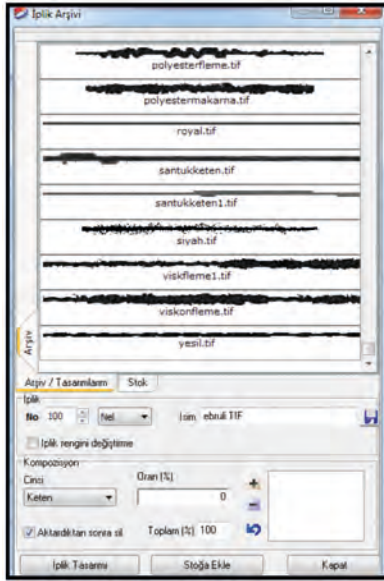 İplik Arşivi
polyesterfleme.tif
polyestermakarna.tif
royal.tif
santukketen.tif
santukketen1.tif
siyah.tif
viskfleme1.tif
viskonfleme.tif
yesil.tif
Arşiv
Arşiv / Tasarımlarım Stok
İplik
No 100 Nel İsim ebruli TIF
İplik rengini değiştirme
Kompozisyon
Cinsi Oran (%)
Keten 0
Aktardıktan sonra sil Toplam (%) 100
İplik Tasarımı Stoğa Ekle Kapat